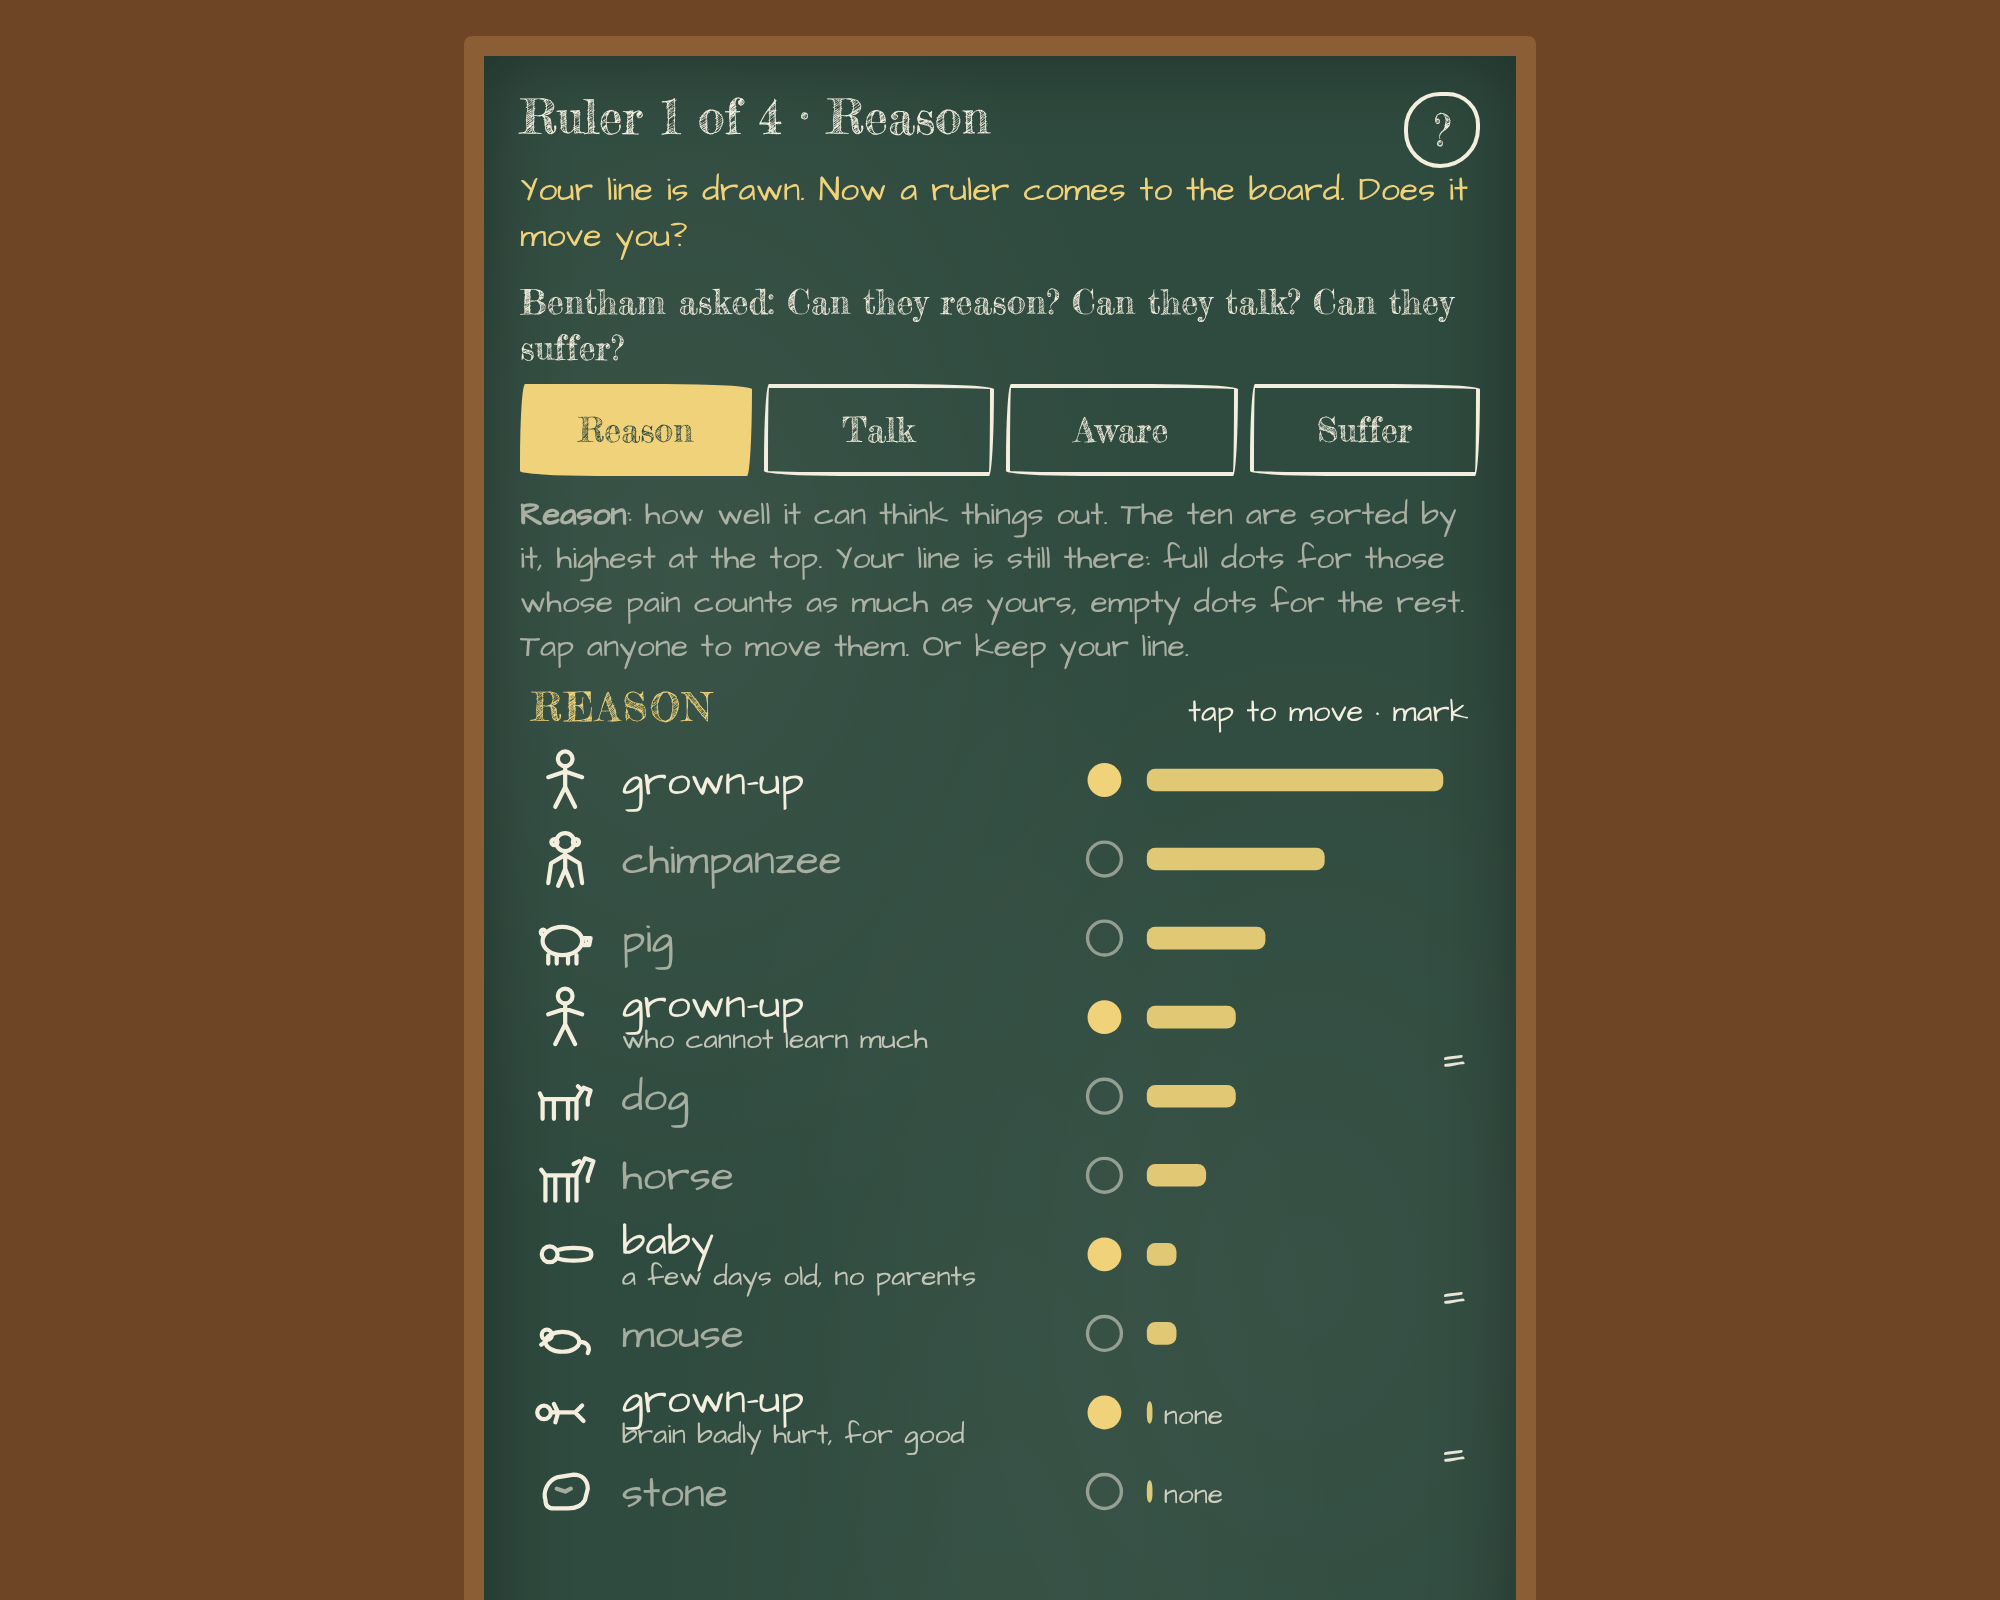 Ruler 1 of 4 · Reason
?
Your line is drawn. Now a ruler comes to the board. Does it
move you?
Bentham asked: Can they reason? Can they talk? Can they
suffer?
Reason
Talk
Aware
Suffer
Reason: how well it can think things out. The ten are sorted by
it, highest at the top. Your line is still there: full dots for those
whose pain counts as much as yours, empty dots for the rest.
Tap anyone to move them. Or keep your line.
REASON
tap to move · mark
grown-up
chimpanzee
pig
grown-up
who cannot learn much
=
dog
horse
baby
a few days old, no parents
=
mouse
grown-up
brain badly hurt, for good
none
=
stone
none